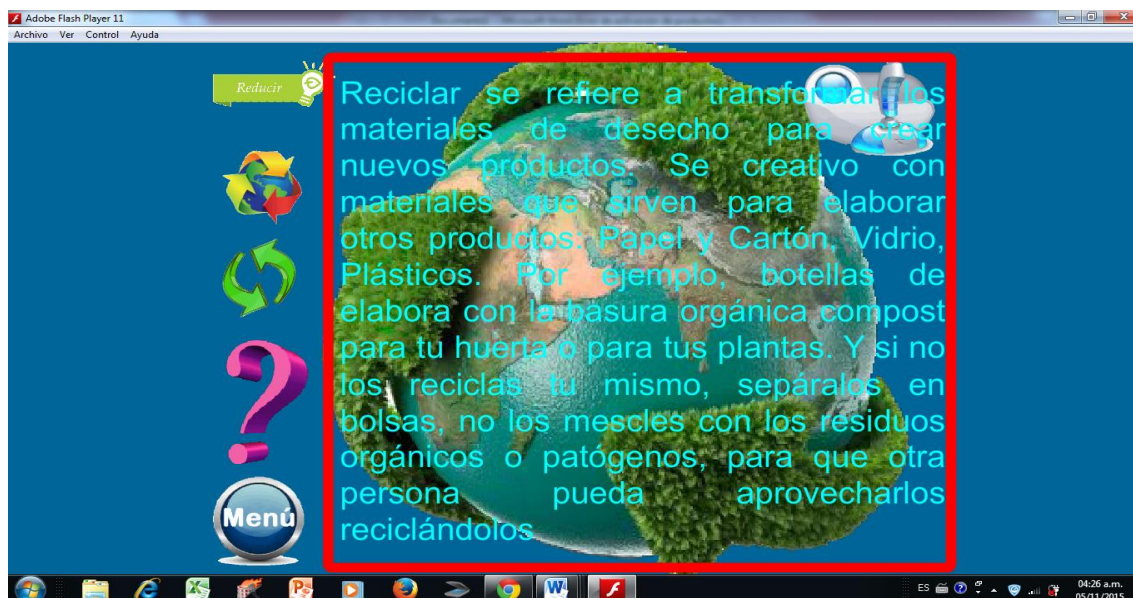 Adobe Flash Player 11
Archivo Ver Control Ayuda
Reducir
Reciclar se refiere a transformar los
materiales de desecho para crear
nuevos productos. Se creativo con
materiales que sirven para elaborar
otros productos: Papel y Cartón, Vidrio,
Plásticos. Por ejemplo, botellas de
elabora con la basura orgánica compost
para tu huerta o para tus plantas. Y si no
los reciclas tu mismo, sepáralos en
bolsas, no los mescles con los residuos
orgánicos o patógenos, para que otra
persona pueda aprovecharlos
reciclándolos
Menú
ES
04:26 a.m.
05/11/2015